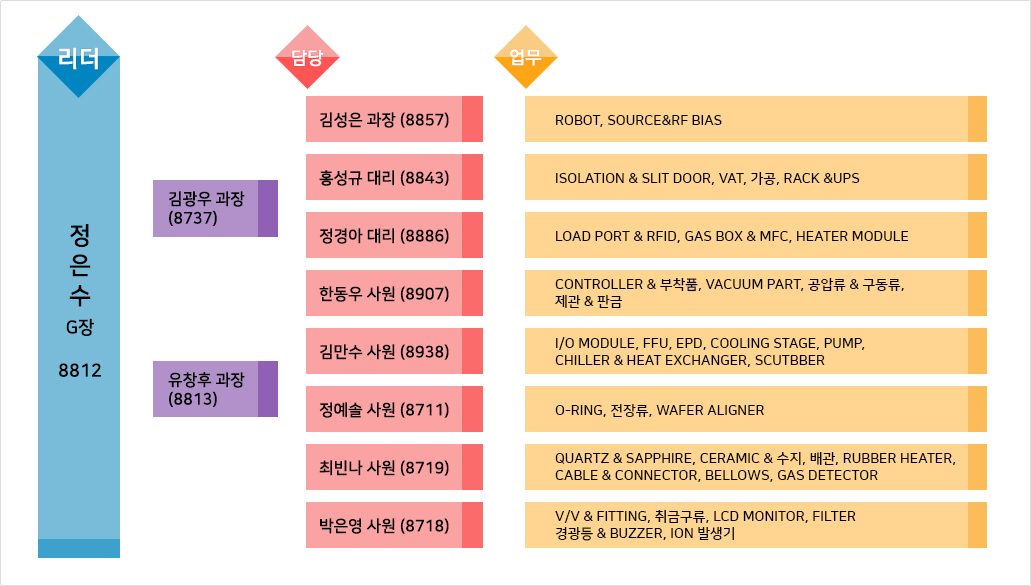 리더
담당
업무
정
은
수
G장
8812
김광우 과장
(8737)
유창후 과장
(8813)
김성은 과장 (8857)
ROBOT, SOURCE&RF BIAS
홍성규 대리 (8843)
ISOLATION & SLIT DOOR, VAT, 가공, RACK &UPS
정경아 대리 (8886)
LOAD PORT & RFID, GAS BOX & MFC, HEATER MODULE
한동우 사원 (8907)
CONTROLLER & 부착품, VACUUM PART, 공압류 & 구동류,
제관 & 판금
김만수 사원 (8938)
I/O MODULE, FFU, EPD, COOLING STAGE, PUMP,
CHILLER & HEAT EXCHANGER, SCUTBBER
정예솔 사원 (8711)
O-RING, 전장류, WAFER ALIGNER
최빈나 사원 (8719)
QUARTZ & SAPPHIRE, CERAMIC & 수지, 배관, RUBBER HEATER,
CABLE & CONNECTOR, BELLOWS, GAS DETECTOR
박은영 사원 (8718)
V/V & FITTING, 취금구류, LCD MONITOR, FILTER
경광등 & BUZZER, ION 발생기